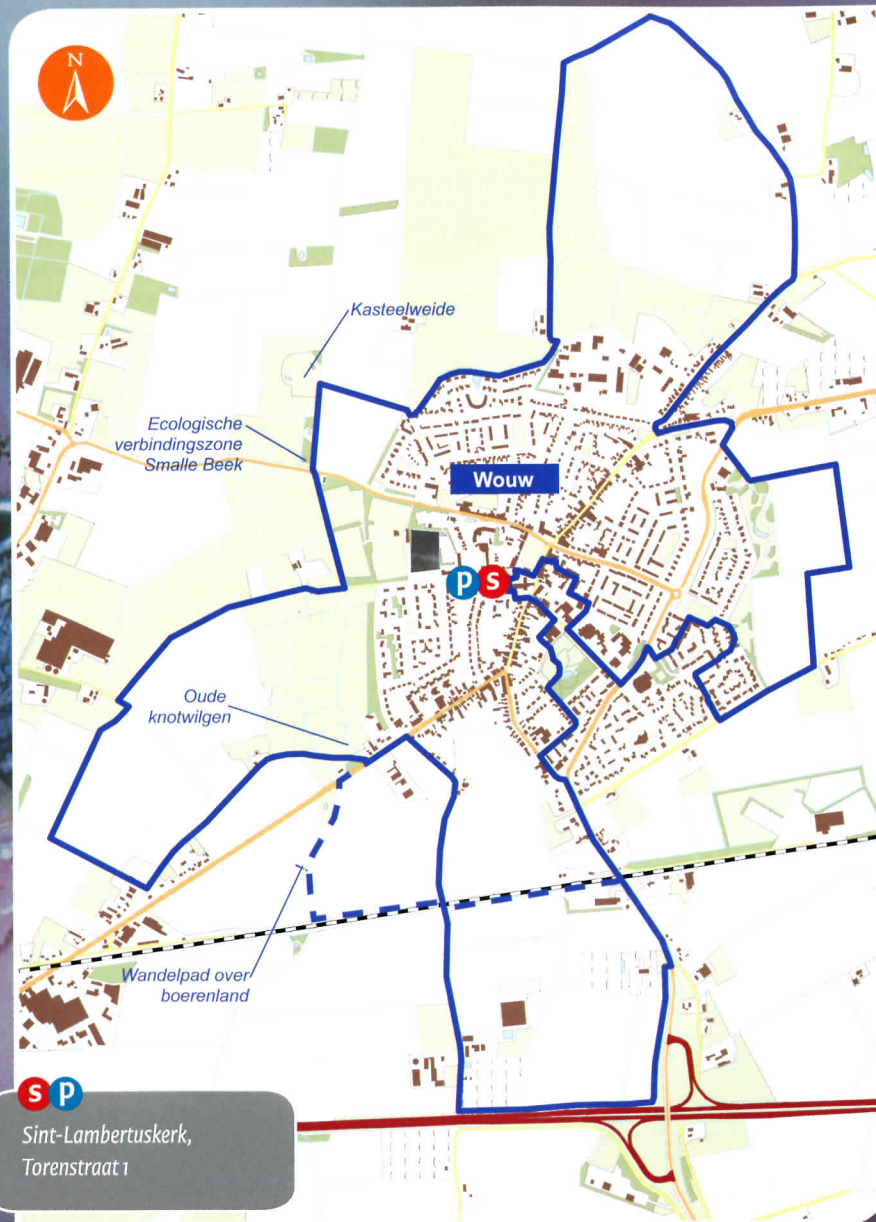 N
Kasteelweide
Ecologische
verbindingszone
Smalle Beek
Wouw
P S
Oude
knotwilgen
Wandelpad over
boerenland
S P
Sint-Lambertuskerk,
Torenstraat 1